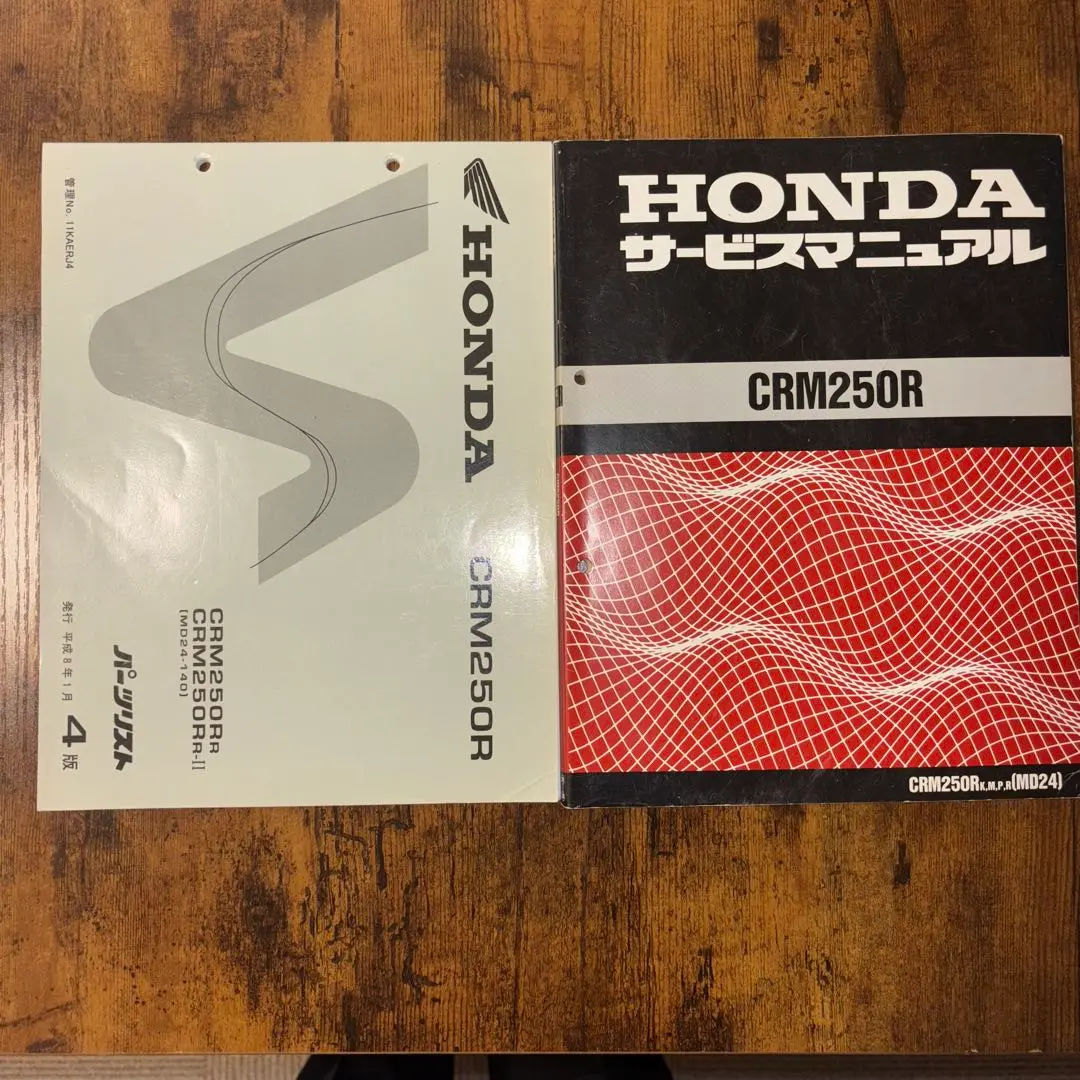 HONDA
CRM250R
CRM250RR
CRM250RR-II
(MD24-140)
パーツリスト
管理No. 11KAERJ4
発行 平成8年1月
4版
HONDA
サービスマニュアル
CRM250R
CRM250RK,M,P,R(MD24)